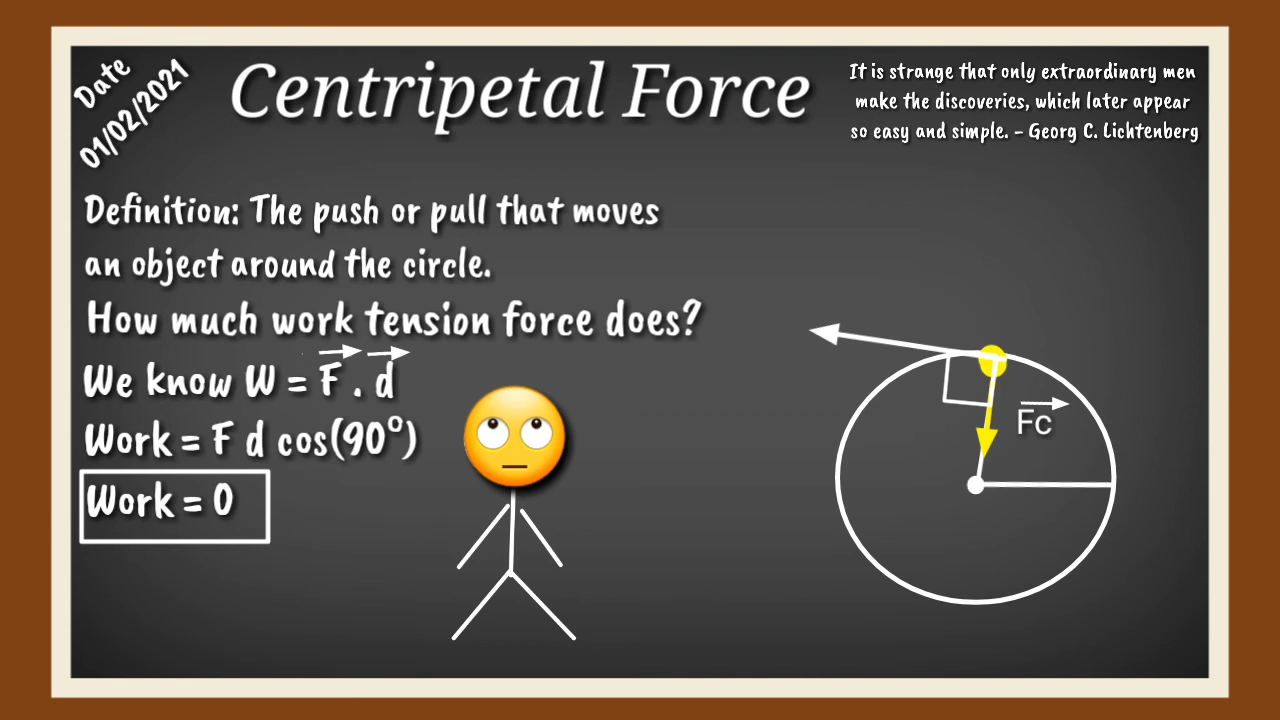 Date
01/02/2021
Centripetal Force
It is strange that only extraordinary men
make the discoveries, which later appear
so easy and simple. - Georg C. Lichtenberg
Definition: The push or pull that moves
an object around the circle.
How much work tension force does?
We know W = F . d
Work = F d cos(90°)
Work = 0
Fc